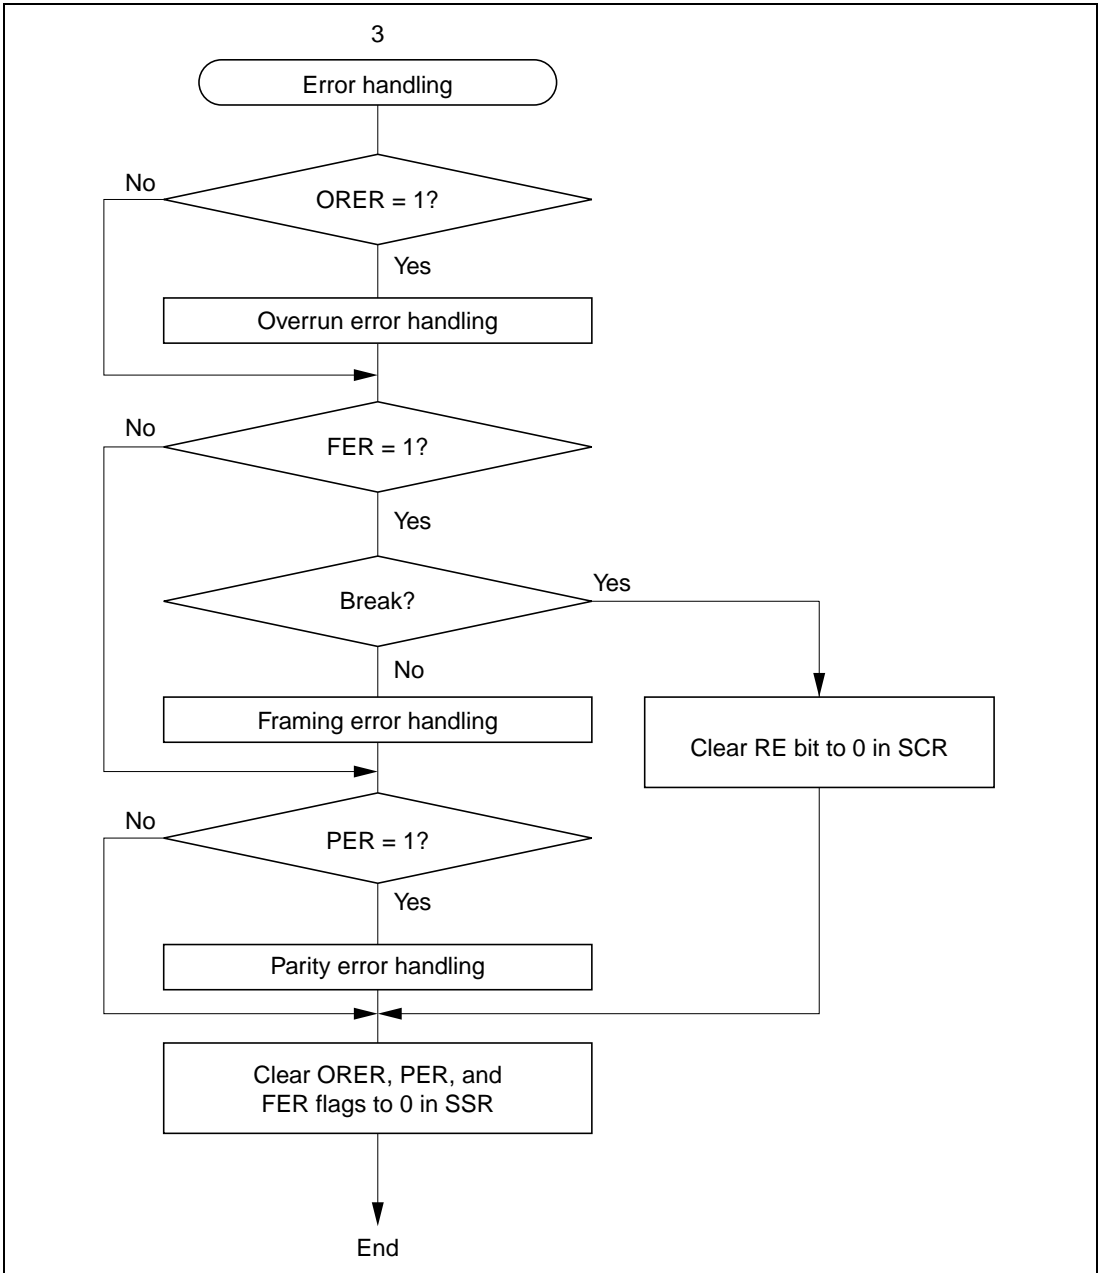 3
Error handling
No
ORER = 1?
Yes
Overrun error handling
No
FER = 1?
Yes
Break?
Yes
No
Framing error handling
Clear RE bit to 0 in SCR
No
PER = 1?
Yes
Parity error handling
Clear ORER, PER, and
FER flags to 0 in SSR
End